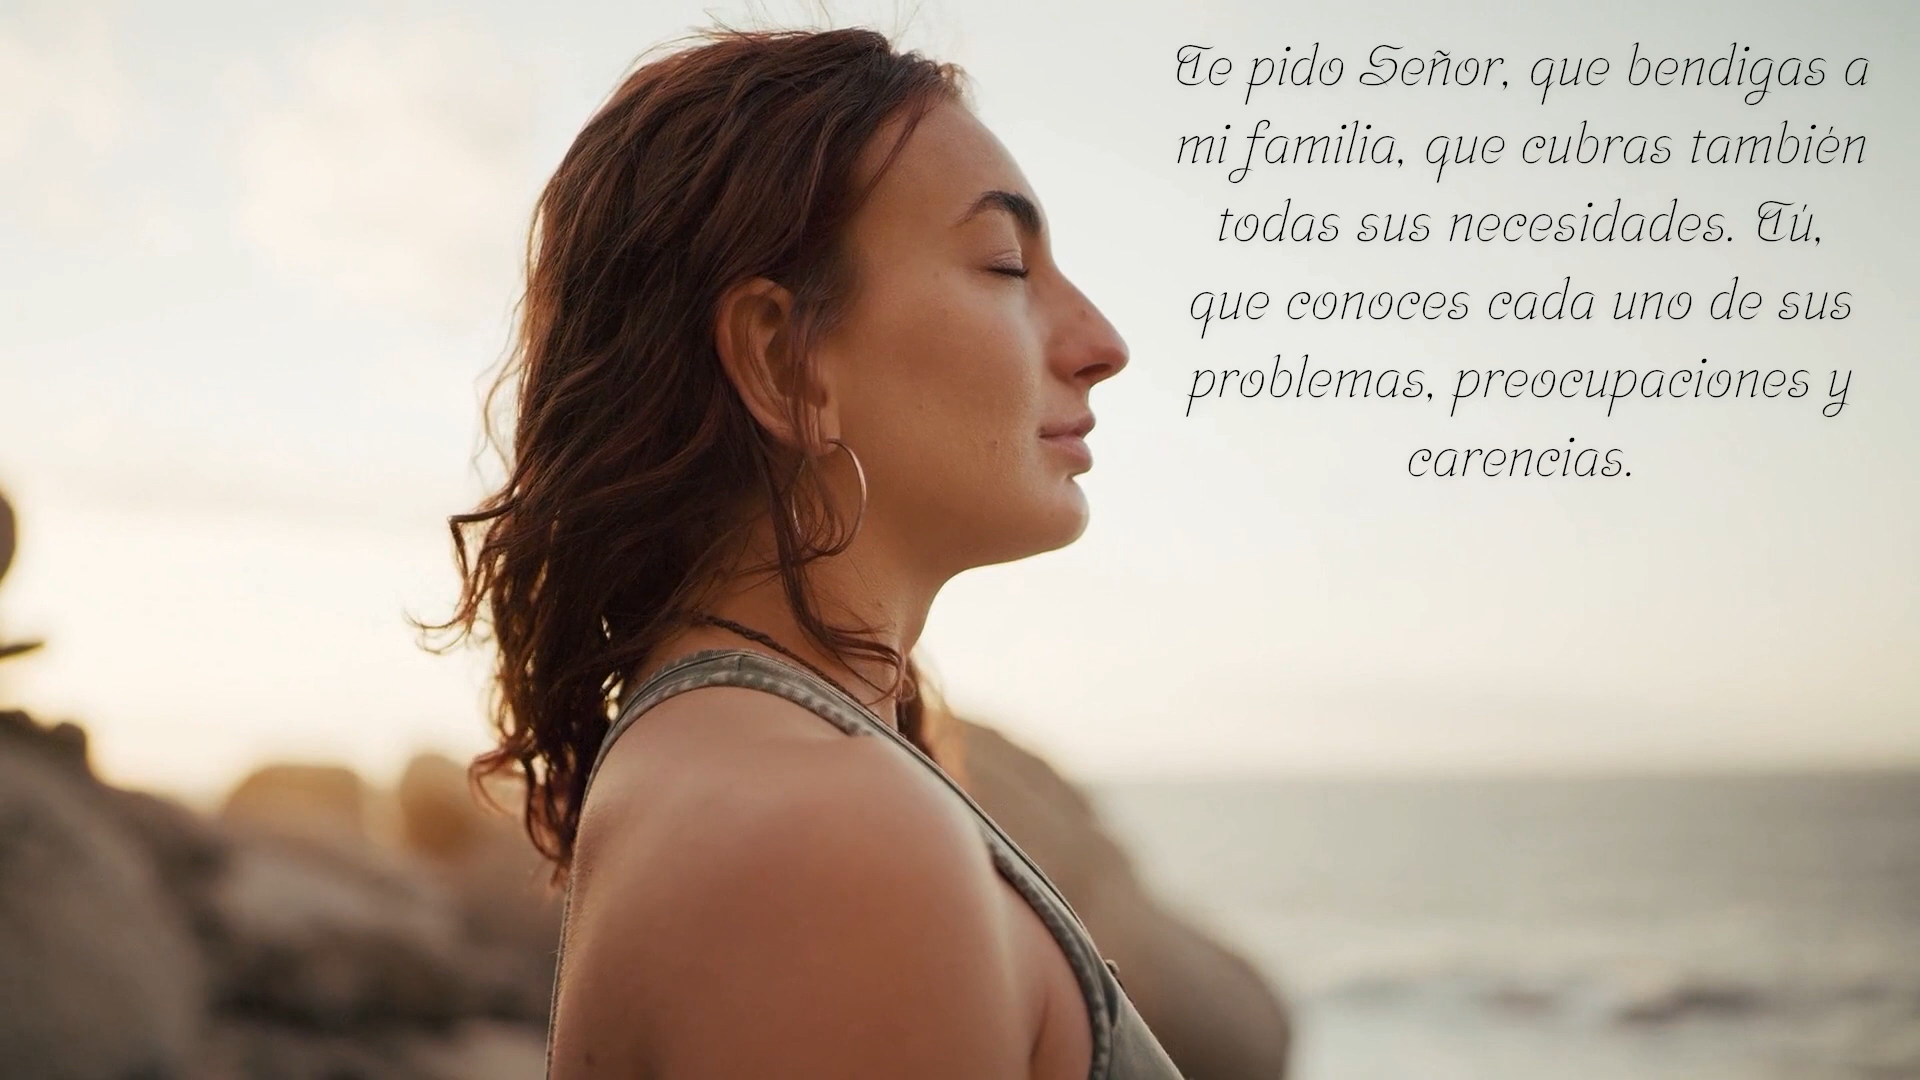 Te pido Señor, que bendigas a
mi familia, que cubras también
todas sus necesidades. Tú,
que conoces cada uno de sus
problemas, preocupaciones y
carencias.